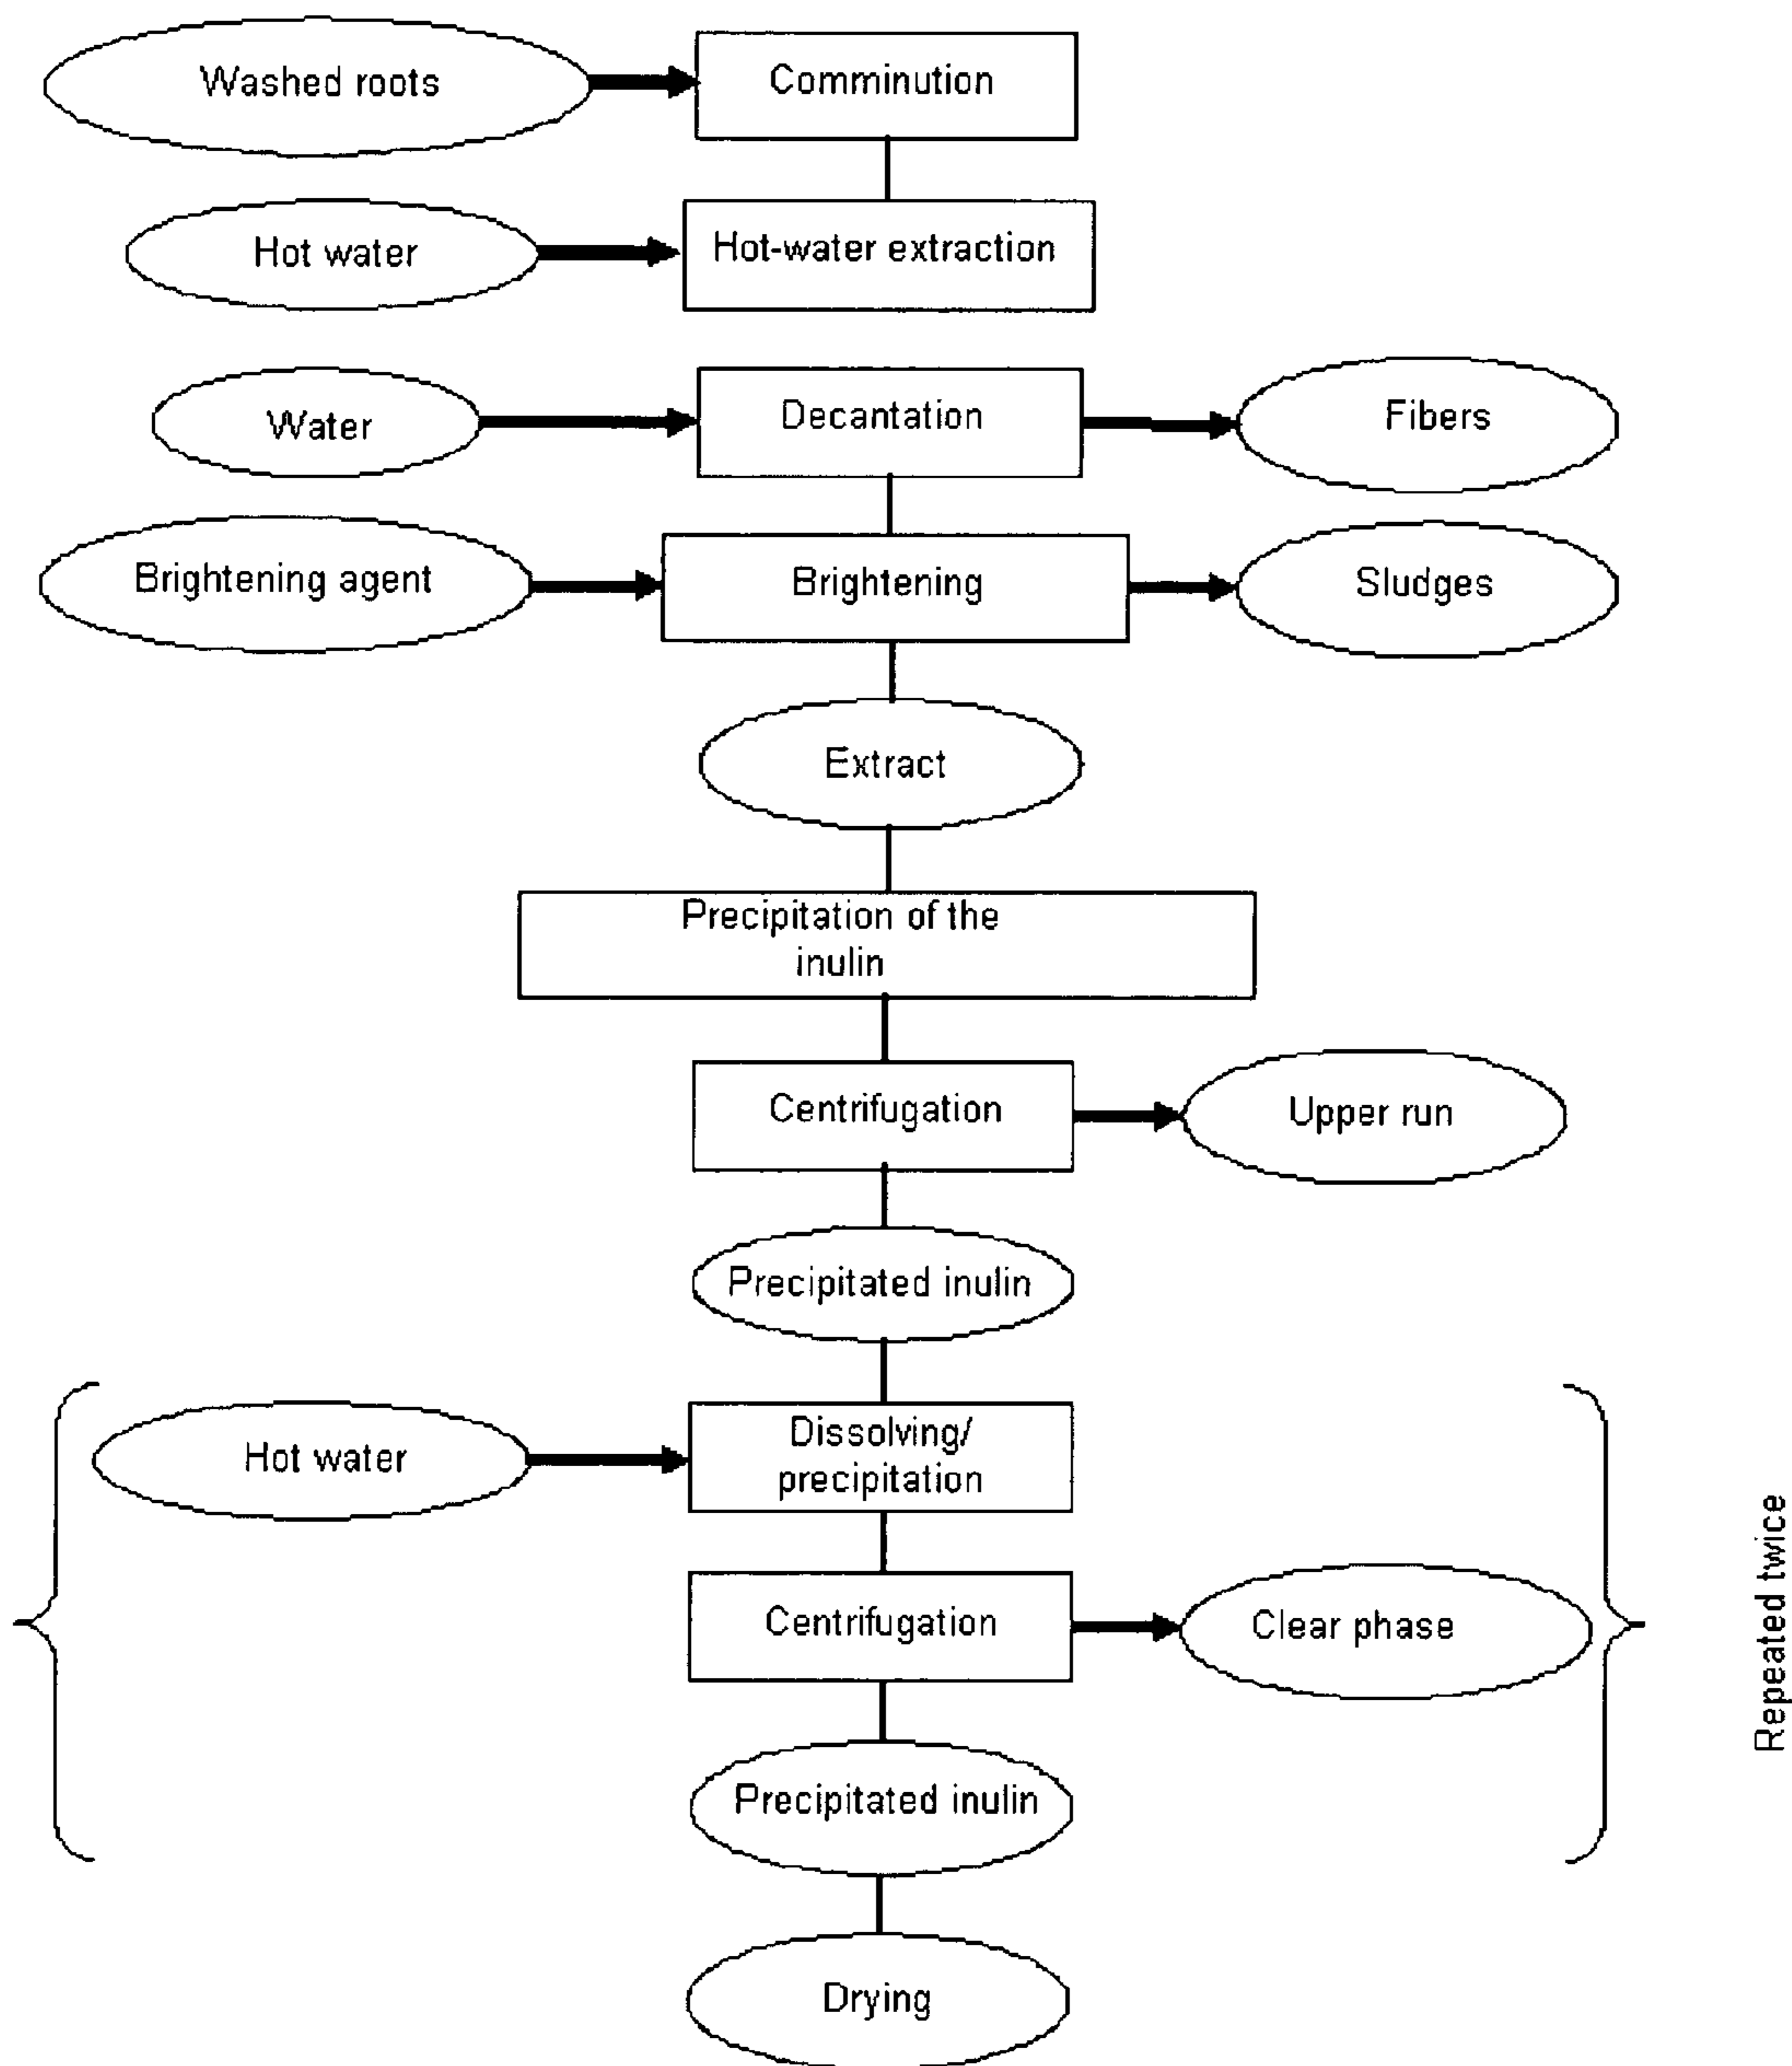 Washed roots
Comminution
Hot water
Hot-water extraction
Water
Decantation
Fibers
Brightening agent
Brightening
Sludges
Extract
Precipitation of the
inulin
Centrifugation
Upper run
Precipitated inulin
Hot water
Dissolving/
precipitation
Centrifugation
Clear phase
Precipitated inulin
Repeated twice
Drying